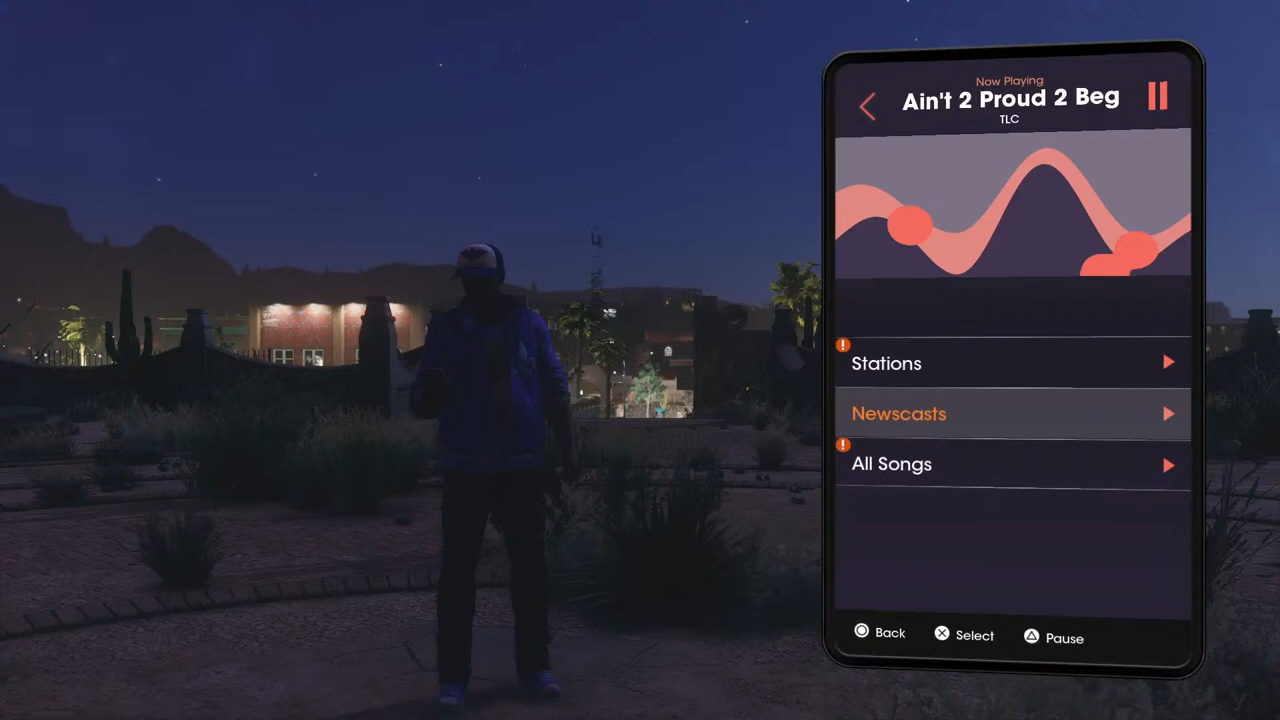 Now Playing
Ain't 2 Proud 2 Beg
TLC
Stations
Newscasts
All Songs
Back Select Pause